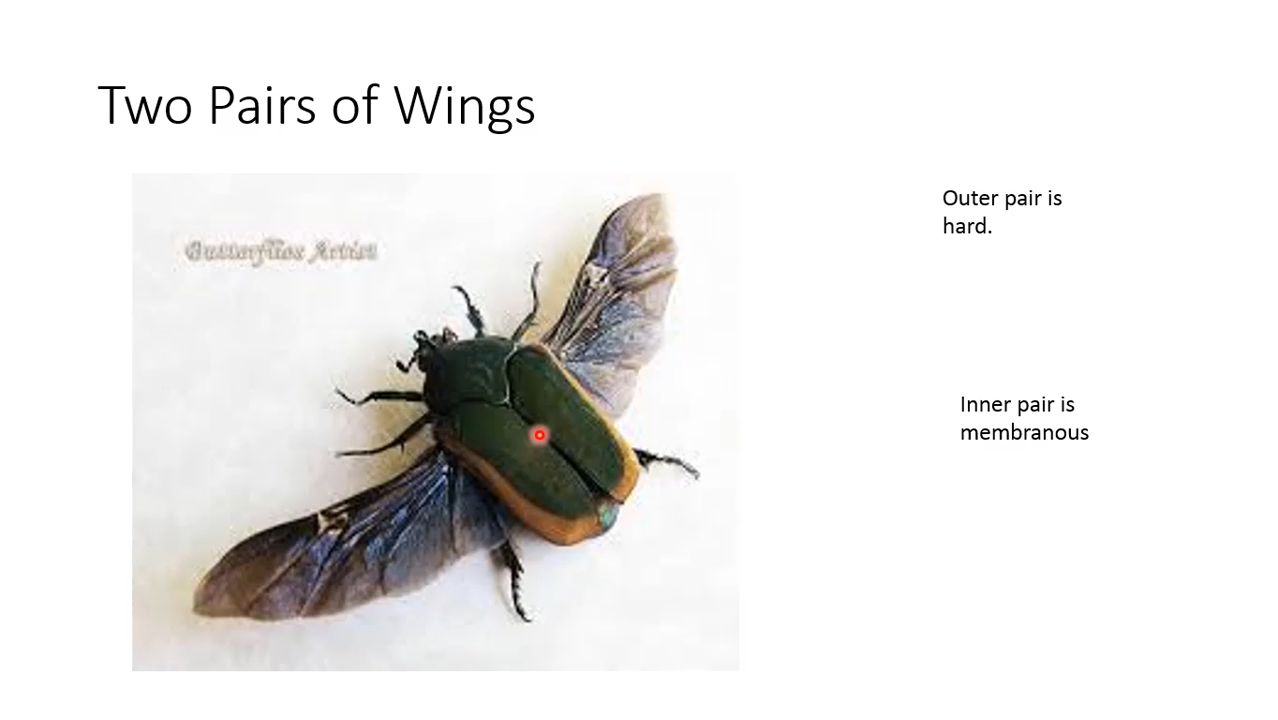 Two Pairs of Wings
Butterflies Artist
Outer pair is
hard.
Inner pair is
membranous